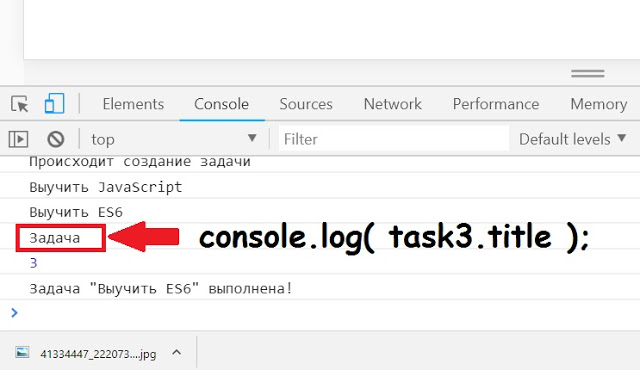 Elements Console Sources Network Performance Memory
top Filter Default levels
Происходит создание задачи
Выучить JavaScript
Выучить ES6
Задача console.log( task3.title );
3
Задача "Выучить ES6" выполнена!
41334447_222073....jpg